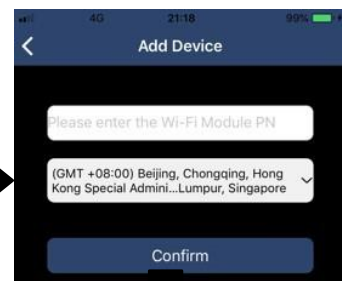 4G 21:18 99%
Add Device
Please enter the Wi-Fi Module PN
(GMT +08:00) Beijing, Chongqing, Hong
Kong Special Admini...Lumpur, Singapore
Confirm